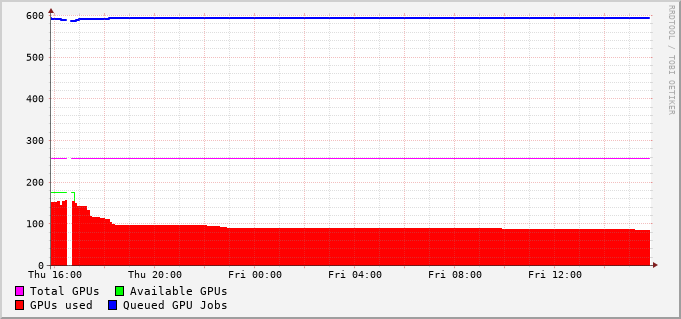 600
500
400
300
200
100
0
Thu 16:00 Thu 20:00 Fri 00:00 Fri 04:00 Fri 08:00 Fri 12:00
Total GPUs Available GPUs
GPUs used Queued GPU Jobs
RRDTOOL / TOBI OETIKER